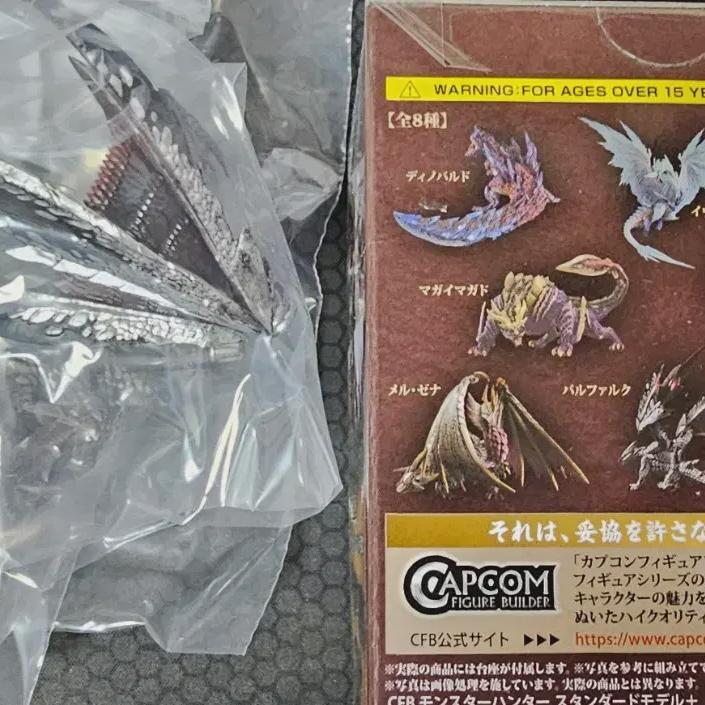 ⚠ WARNING:FOR AGES OVER 15 YE
【全8種】
ディノバルド
イヴ
マガイマガド
メル・ゼナ
バルファルク
それは、妥協を許さな
CAPCOM
FIGURE BUILDER
「カプコンフィギュア
フィギュアシリーズの
キャラクターの魅力を
ぬいたハイクオリティ
CFB公式サイト ▶▶▶ https://www.capc
※実際の商品には台座が付属します。※写真を参考に組み立て
※写真は画像処理を施しています。実際の商品とは異なります。
CFB モンスターハンター スタンダードモデル+